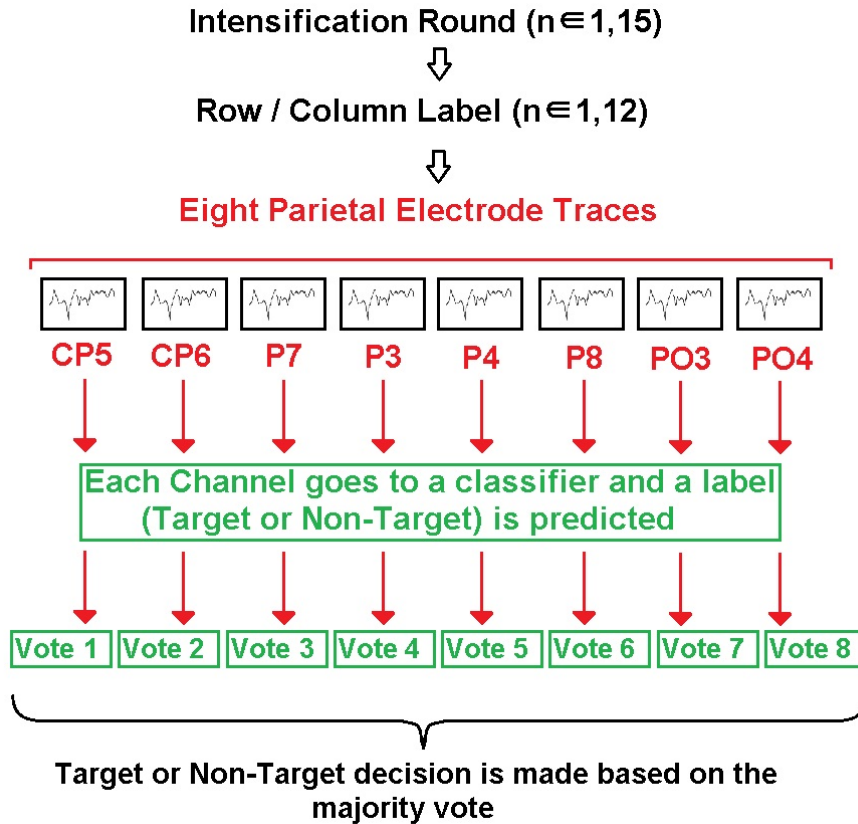 Intensification Round (n∈1,15)
Row / Column Label (n∈1,12)
Eight Parietal Electrode Traces
CP5 CP6 P7 P3 P4 P8 PO3 PO4
Each Channel goes to a classifier and a label
(Target or Non-Target) is predicted
Vote 1 Vote 2 Vote 3 Vote 4 Vote 5 Vote 6 Vote 7 Vote 8
Target or Non-Target decision is made based on the
majority vote